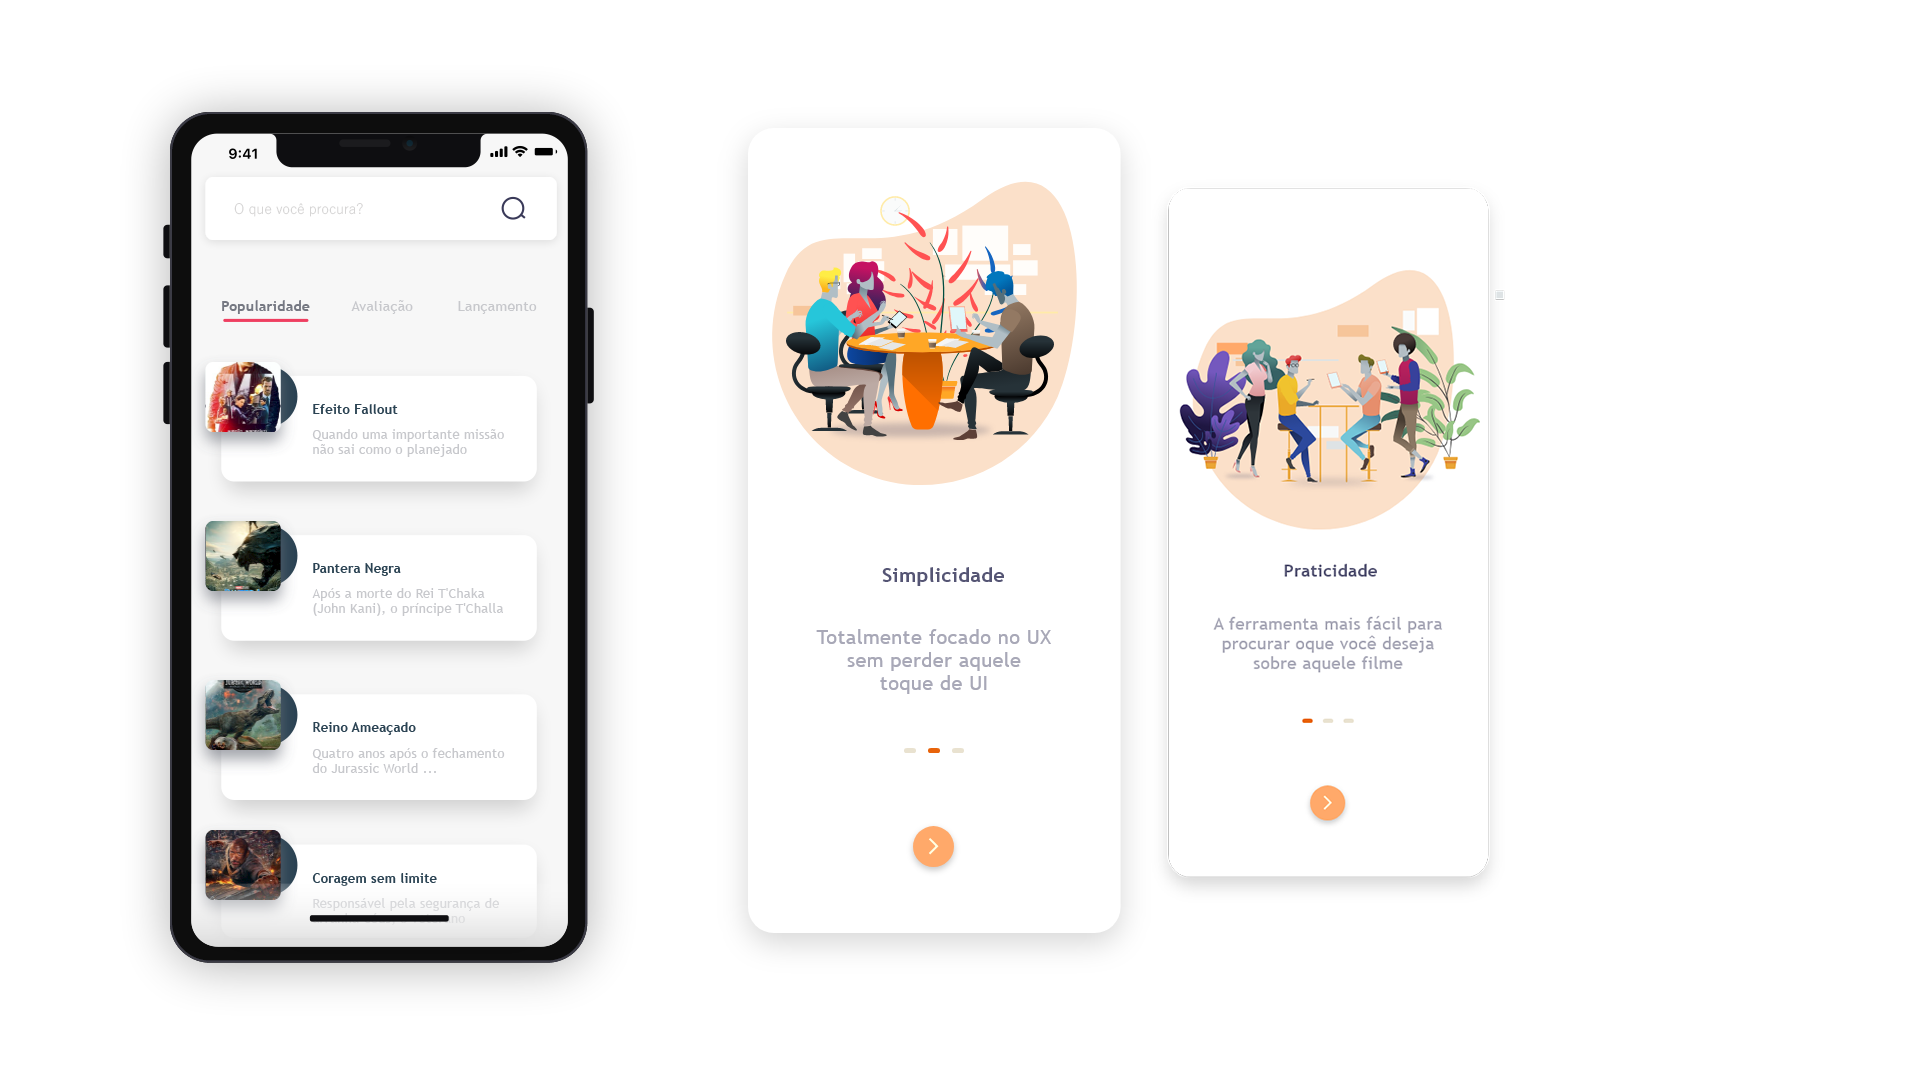 9:41
O que você procura?
Popularidade
Avaliação
Lançamento
Efeito Fallout
Quando uma importante missão
não sai como o planejado
Pantera Negra
Após a morte do Rei T'Chaka
(John Kani), o príncipe T'Challa
Reino Ameaçado
Quatro anos após o fechamento
do Jurassic World ...
Coragem sem limite
Responsável pela segurança de
Simplicidade
Totalmente focado no UX
sem perder aquele
toque de UI
Praticidade
A ferramenta mais fácil para
procurar oque você deseja
sobre aquele filme